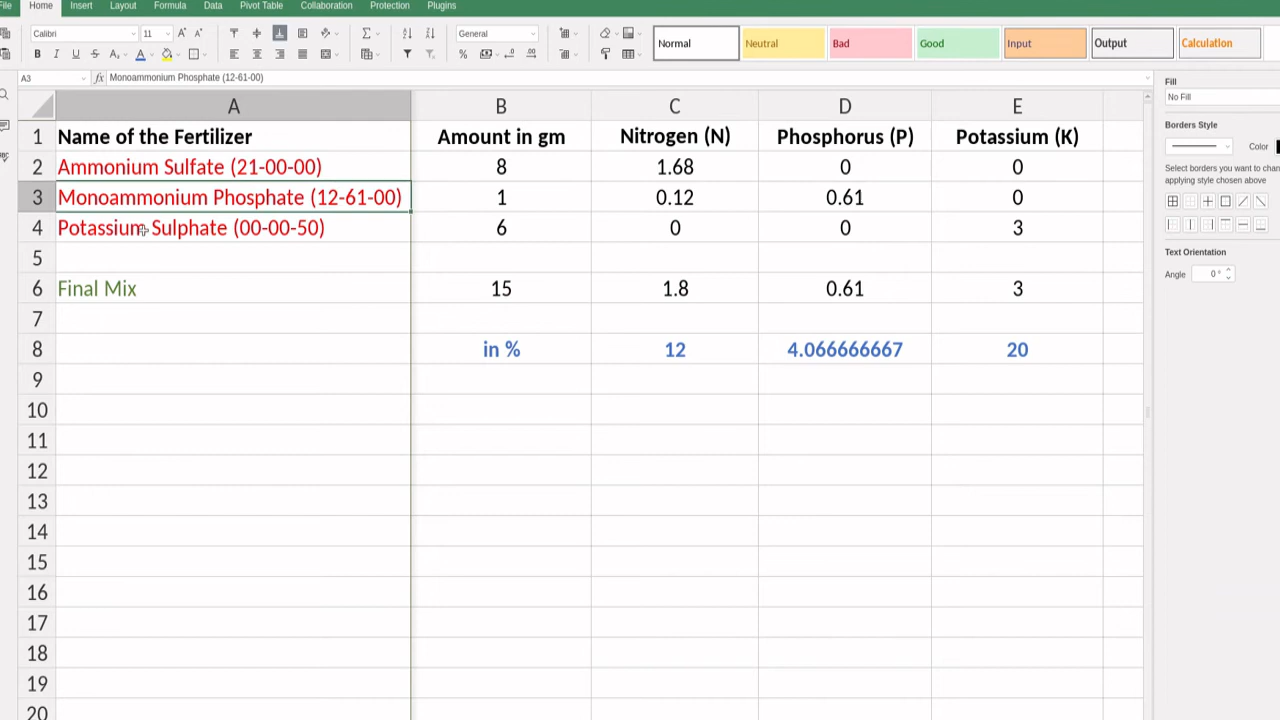 File Home Insert Layout Formula Data Pivot Table Collaboration Protection Plugins
Calibri 11 General Normal Neutral Bad Good Input Output Calculation
A3 fx Monoammonium Phosphate (12-61-00)
A B C D E
1 Name of the Fertilizer Amount in gm Nitrogen (N) Phosphorus (P) Potassium (K)
2 Ammonium Sulfate (21-00-00) 8 1.68 0 0
3 Monoammonium Phosphate (12-61-00) 1 0.12 0.61 0
4 Potassium Sulphate (00-00-50) 6 0 0 3
5
6 Final Mix 15 1.8 0.61 3
7
8 in % 12 4.066666667 20
9
10
11
12
13
14
15
16
17
18
19
20
Fill
No Fill
Borders Style
Color
Select borders you want to
applying style chosen above
Text Orientation
Angle 0 °